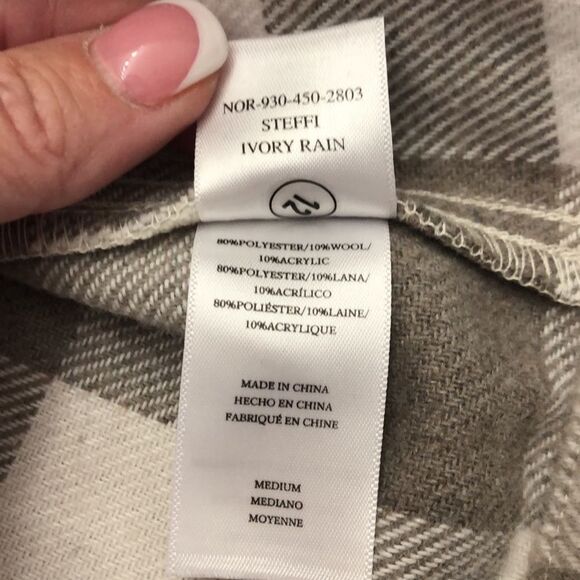 NOR-930-450-2803
STEFFI
IVORY RAIN
80%POLYESTER/10%WOOL/
10%ACRYLIC
80%POLYESTER/10%LANA/
10%ACRÍLICO
80%POLIÉSTER/10%LAINE/
10%ACRYLIQUE
MADE IN CHINA
HECHO EN CHINA
FABRIQUÉ EN CHINE
MEDIUM
MEDIANO
MOYENNE